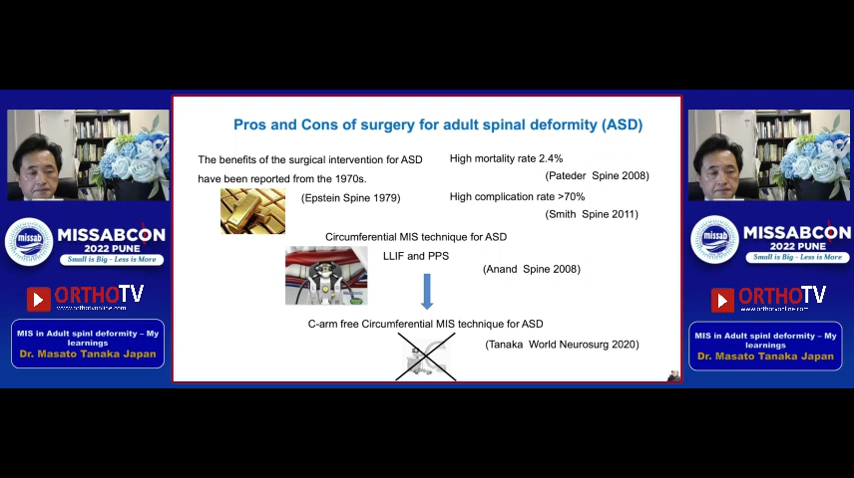 Pros and Cons of surgery for adult spinal deformity (ASD)
The benefits of the surgical intervention for ASD
have been reported from the 1970s.
(Epstein Spine 1979)
High mortality rate 2.4%
(Pateder Spine 2008)
High complication rate >70%
(Smith Spine 2011)
Circumferential MIS technique for ASD
LLIF and PPS
(Anand Spine 2008)
C-arm free Circumferential MIS technique for ASD
(Tanaka World Neurosurg 2020)
missab
MISSABCON
2022 PUNE
Small is Big - Less is More
ORTHOTV
www.orthotvonline.com
MIS in Adult spinl deformity – My
learnings
Dr. Masato Tanaka Japan
missab
MISSABCON
2022 PUNE
Small is Big - Less is More
ORTHOTV
www.orthotvonline.com
MIS in Adult spinl deformity – My
learnings
Dr. Masato Tanaka Japan